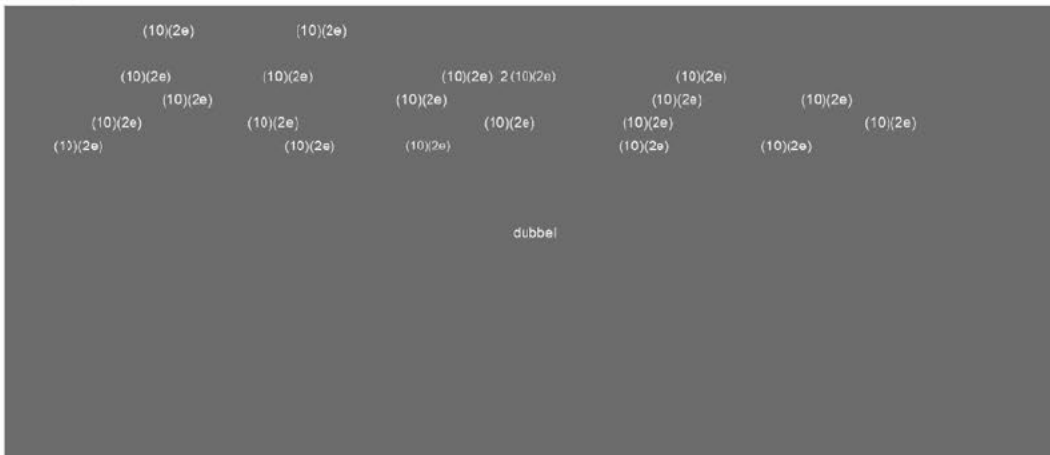 (10)(2e) (10)(2e)
(10)(2e) (10)(2e) (10)(2e) 2 (10)(2e) (10)(2e)
(10)(2e) (10)(2e) (10)(2e) (10)(2e)
(10)(2e) (10)(2e) (10)(2e) (10)(2e) (10)(2e)
(10)(2e) (10)(2e) (10)(2e) (10)(2e) (10)(2e)
dubbel